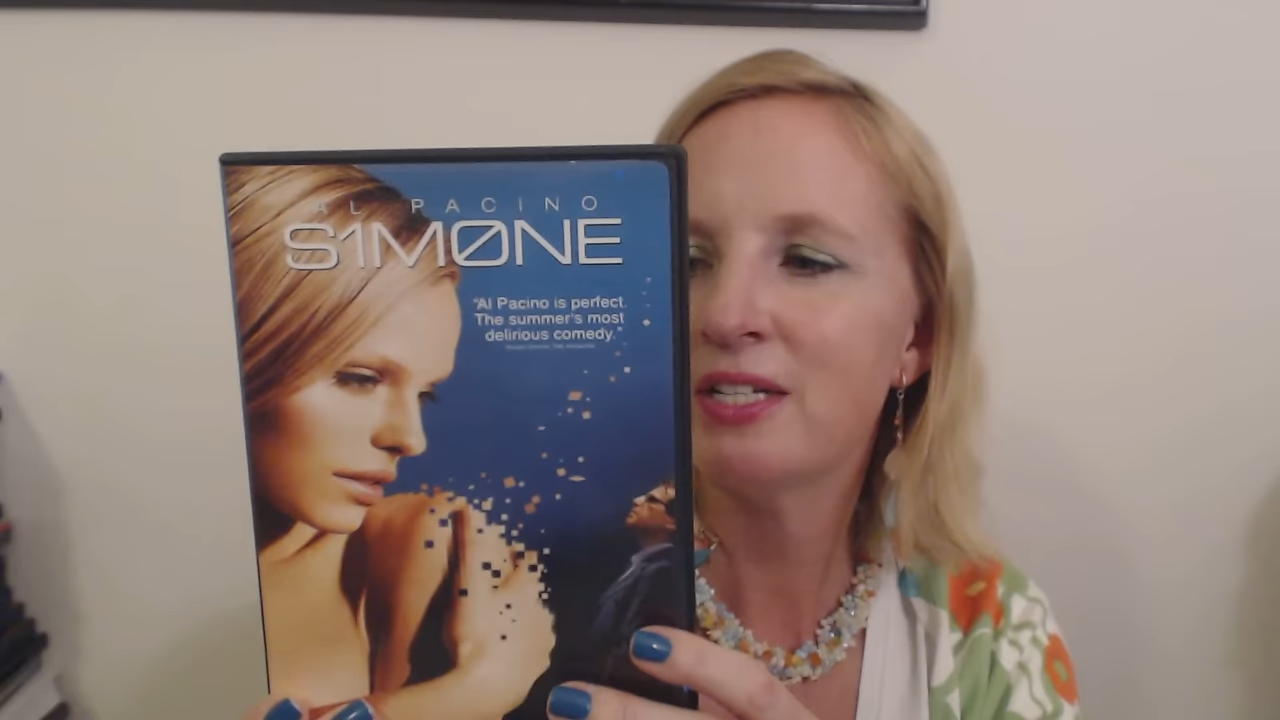 AL PACINO
S1MØNE
"Al Pacino is perfect.
The summer's most
delirious comedy."